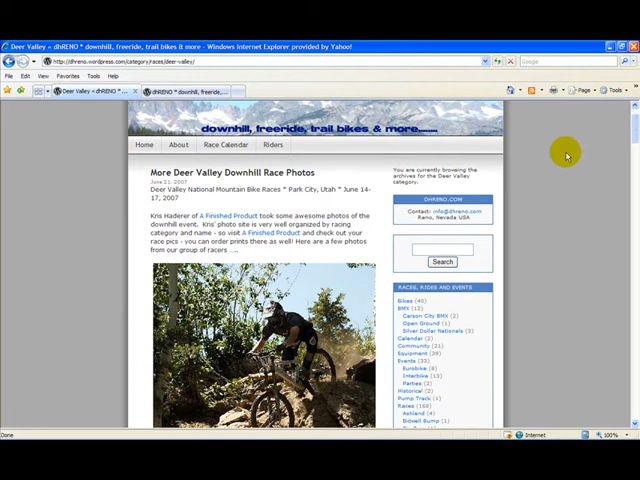 Deer Valley « dhRENO * downhill, freeride, trail bikes & more - Windows Internet Explorer provided by Yahoo!
http://dhreno.wordpress.com/category/races/deer-valley/
Google
File Edit View Favorites Tools Help
Deer Valley « dhRENO * ...
dhRENO * downhill, freeride,...
Page
Tools
downhill, freeride, trail bikes & more........
Home About Race Calendar Riders
More Deer Valley Downhill Race Photos
June 21, 2007
Deer Valley National Mountain Bike Races * Park City, Utah * June 14-
17, 2007
Kris Haderer of A Finished Product took some awesome photos of the
downhill event. Kris' photo site is very well organized by racing
category and name - so visit A Finished Product and check out your
race pics - you can order prints there as well! Here are a few photos
from our group of racers ....
You are currently browsing the
archives for the Deer Valley
category.
DHRENO.COM
Contact: info@dhreno.com
Reno, Nevada USA
Search
RACES, RIDES AND EVENTS
Bikes (40)
BMX (12)
Carson City BMX (2)
Open Ground (1)
Silver Dollar Nationals (3)
Calendar (2)
Community (21)
Equipment (39)
Events (33)
Eurobike (8)
Interbike (13)
Parties (2)
Historical (2)
Pump Track (1)
Races (168)
Ashland (4)
Bidwell Bump (1)
Done
Internet
100%